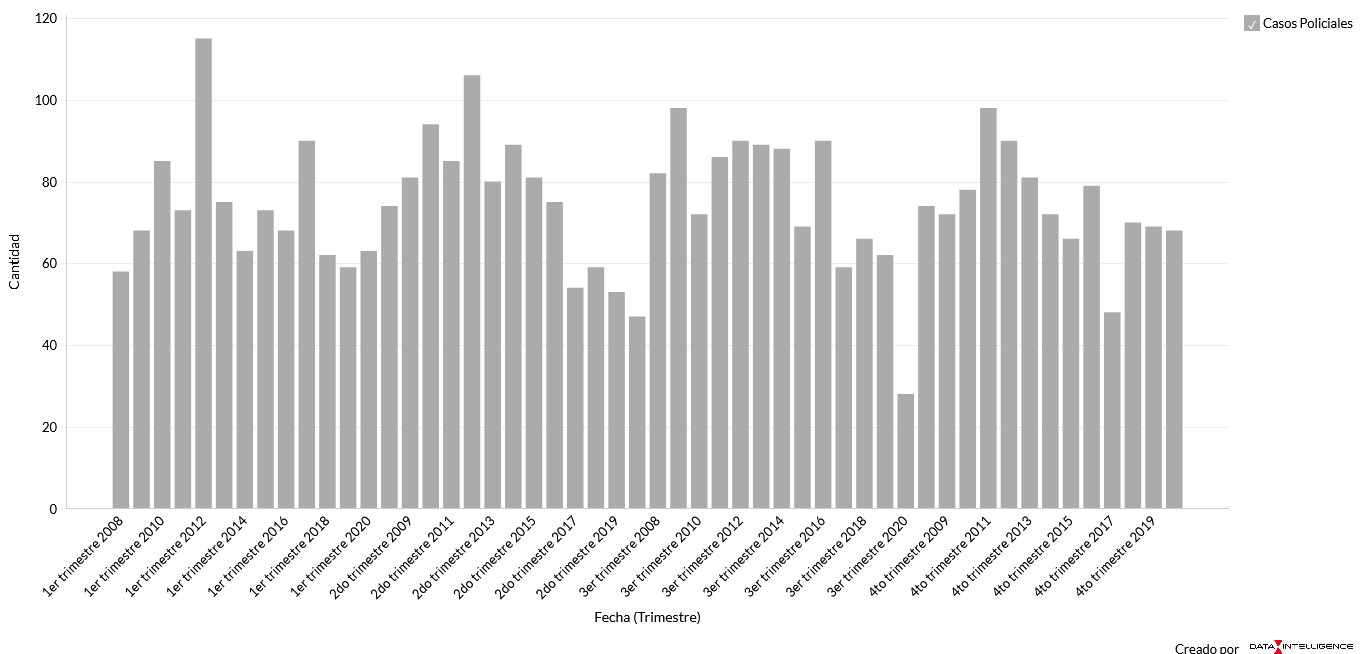 120
100
80
60
40
20
0
Cantidad
1er trimestre 2008
1er trimestre 2010
1er trimestre 2012
1er trimestre 2014
1er trimestre 2016
1er trimestre 2018
1er trimestre 2020
2do trimestre 2009
2do trimestre 2011
2do trimestre 2013
2do trimestre 2015
2do trimestre 2017
2do trimestre 2019
3er trimestre 2008
3er trimestre 2010
3er trimestre 2012
3er trimestre 2014
3er trimestre 2016
3er trimestre 2018
3er trimestre 2020
4to trimestre 2009
4to trimestre 2011
4to trimestre 2013
4to trimestre 2015
4to trimestre 2017
4to trimestre 2019
Fecha (Trimestre)
Casos Policiales
Creado por DATA INTELLIGENCE